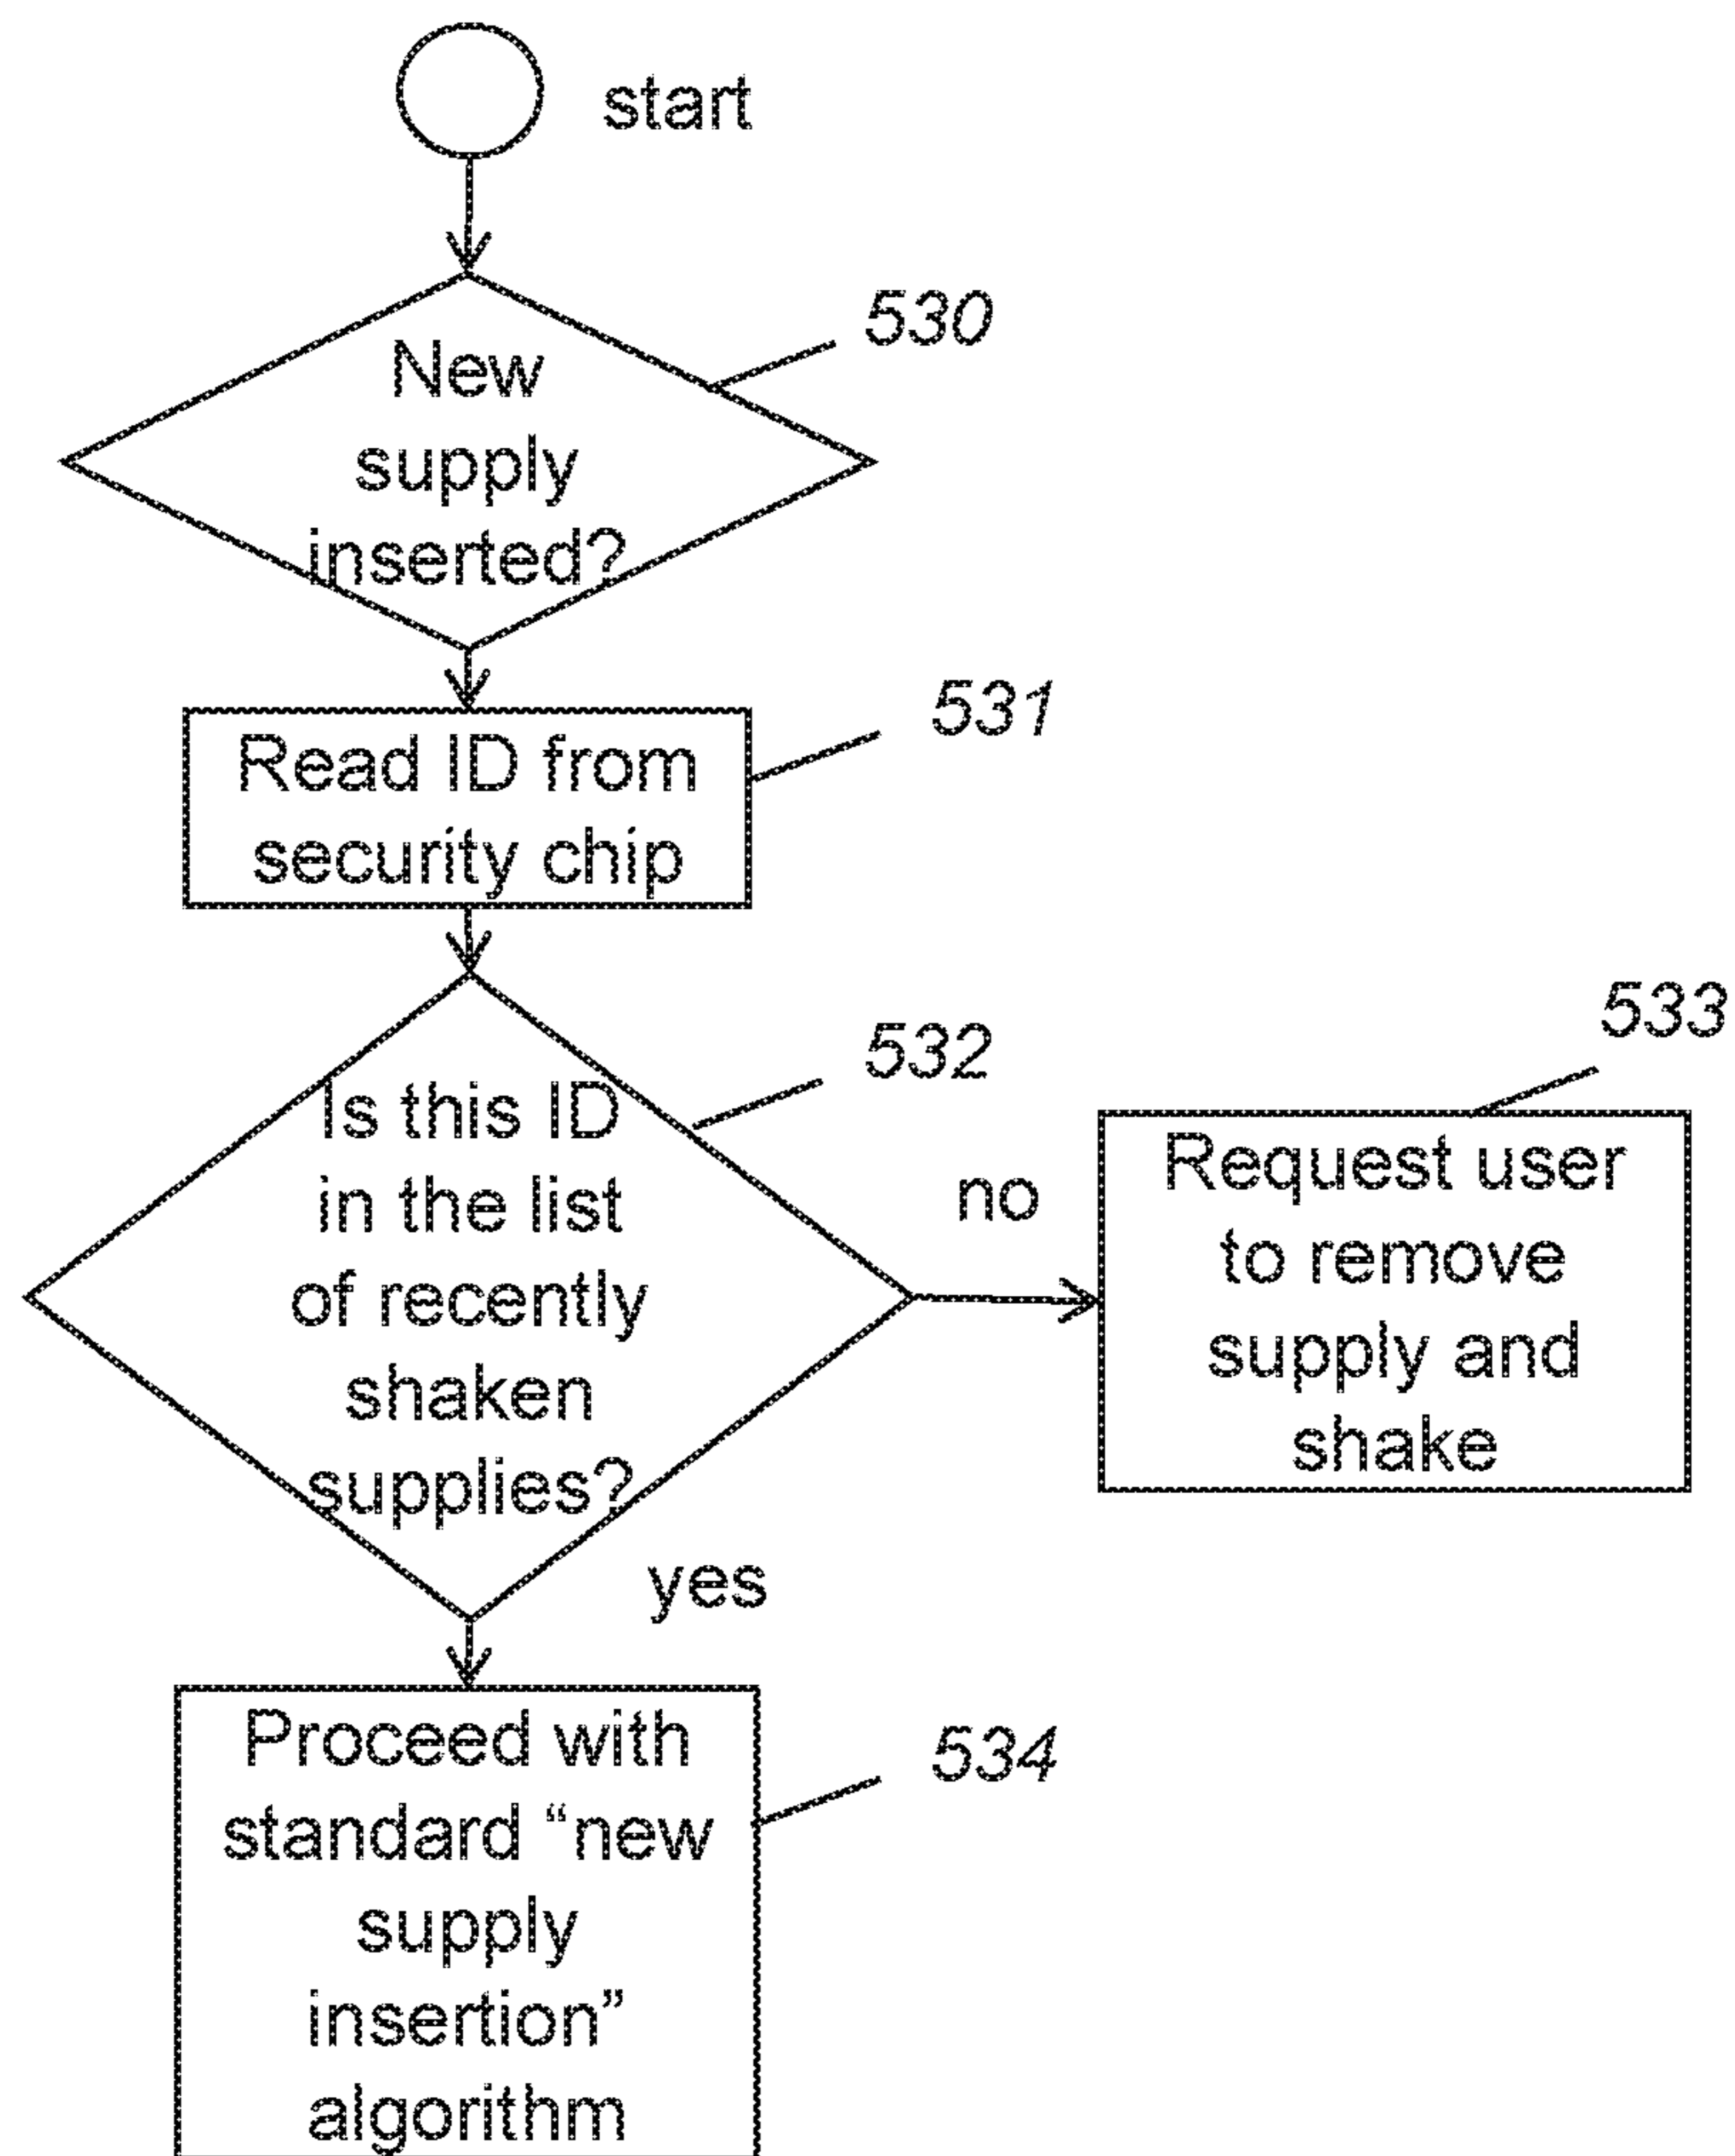 start
530
New
supply
inserted?
531
Read ID from
security chip
532
Is this ID
in the list
of recently
shaken
supplies?
no
533
Request user
to remove
supply and
shake
yes
534
Proceed with
standard “new
supply
insertion”
algorithm